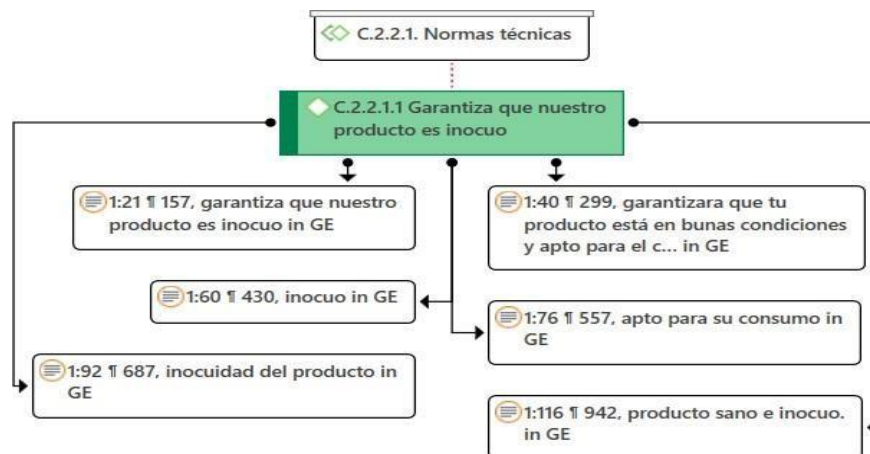 C.2.2.1. Normas técnicas
C.2.2.1.1 Garantiza que nuestro
producto es inocuo
1:21 ¶ 157, garantiza que nuestro
producto es inocuo in GE
1:40 ¶ 299, garantizara que tu
producto está en bunas condiciones
y apto para el c... in GE
1:60 ¶ 430, inocuo in GE
1:76 ¶ 557, apto para su consumo in
GE
1:92 ¶ 687, inocuidad del producto in
GE
1:116 ¶ 942, producto sano e inocuo.
in GE